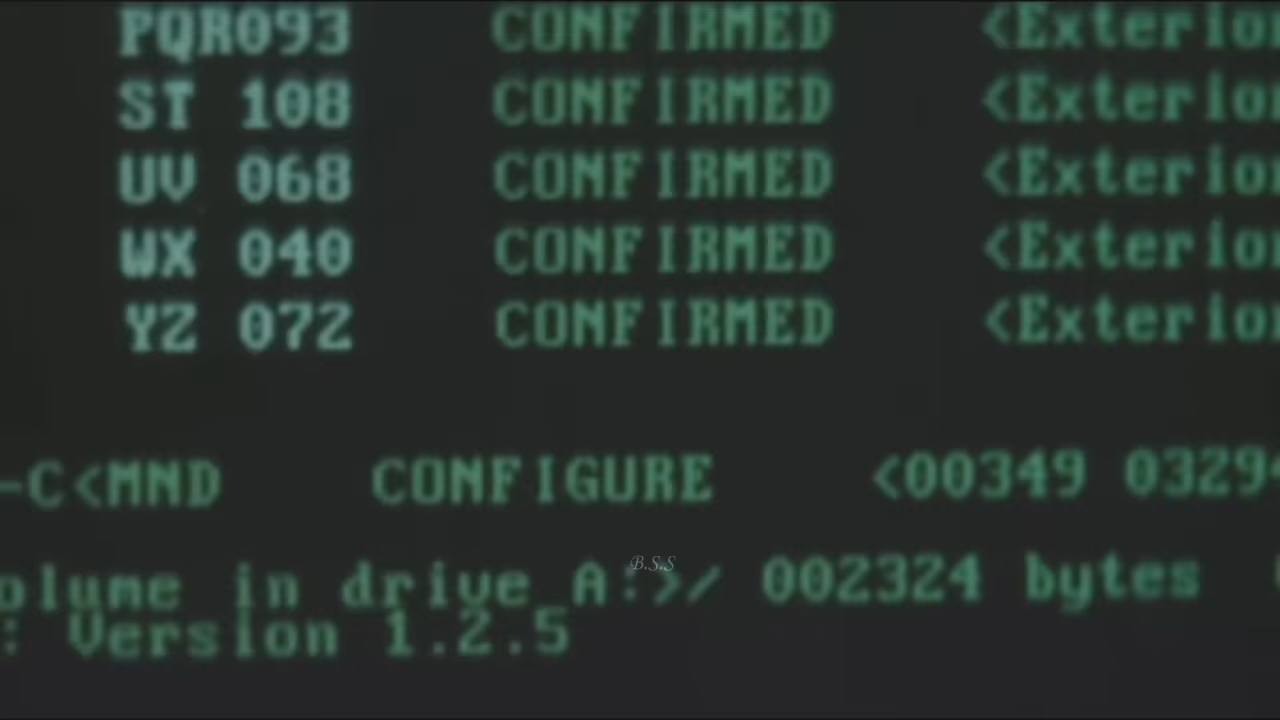 PQR093 CONFIRMED <Exterior
ST 108 CONFIRMED <Exterior
UV 068 CONFIRMED <Exterior
WX 040 CONFIRMED <Exterior
YZ 072 CONFIRMED <Exterior
-C<MND CONFIGURE <00349 0329
olume in drive A:>/ 002324 bytes
: Version 1.2.5
B.S.S